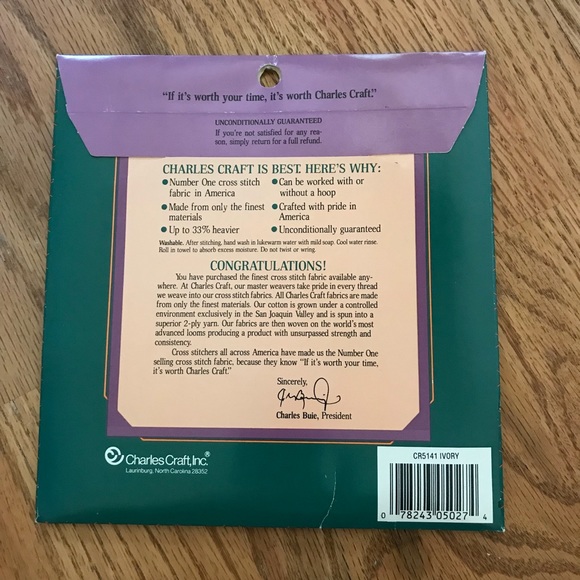 "If it's worth your time, it's worth Charles Craft."
UNCONDITIONALLY GUARANTEED
If you're not satisfied for any rea-
son, simply return for a full refund.
CHARLES CRAFT IS BEST. HERE'S WHY:
● Number One cross stitch
fabric in America
● Made from only the finest
materials
● Up to 33% heavier
● Can be worked with or
without a hoop
● Crafted with pride in
America
● Unconditionally guaranteed
Washable. After stitching, hand wash in lukewarm water with mild soap. Cool water rinse.
Roll in towel to absorb excess moisture. Do not twist or wring.
CONGRATULATIONS!
You have purchased the finest cross stitch fabric available any-
where. At Charles Craft, our master weavers take pride in every thread
we weave into our cross stitch fabrics. All Charles Craft fabrics are made
from only the finest materials. Our cotton is grown under a controlled
environment exclusively in the San Joaquin Valley and is spun into a
superior 2-ply yarn. Our fabrics are then woven on the world's most
advanced looms producing a product with unsurpassed strength and
consistency.
Cross stitchers all across America have made us the Number One
selling cross stitch fabric, because they know "If it's worth your time,
it's worth Charles Craft."
Sincerely,
Charles Buie, President
Charles Craft, Inc.®
Laurinburg, North Carolina 28352
CR5141 IVORY
0 78243 05027 4